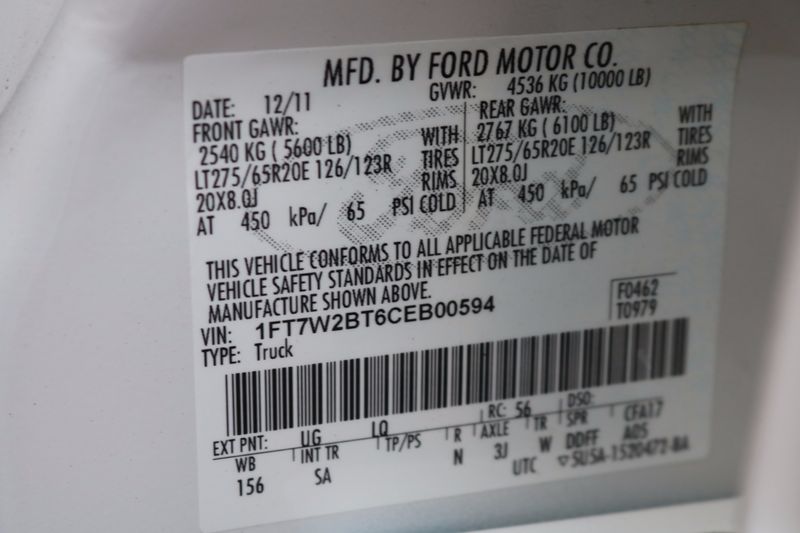 MFD. BY FORD MOTOR CO.
DATE: 12/11 GVWR: 4536 KG (10000 LB)
FRONT GAWR: REAR GAWR:
2540 KG ( 5600 LB) WITH 2767 KG ( 6100 LB) WITH
LT275/65R20E 126/123R TIRES LT275/65R20E 126/123R TIRES
20X8.0J RIMS 20X8.0J RIMS
AT 450 kPa/ 65 PSI COLD AT 450 kPa/ 65 PSI COLD
THIS VEHICLE CONFORMS TO ALL APPLICABLE FEDERAL MOTOR
VEHICLE SAFETY STANDARDS IN EFFECT ON THE DATE OF
MANUFACTURE SHOWN ABOVE.
VIN: 1FT7W2BT6CEB00594
F0462
T0979
TYPE: Truck
EXT PNT: UG LQ RC: 56 DSO:
WB INT TR TP/PS R AXLE TR SPR CFA17
156 SA N 3J W DDFF A05
UTC